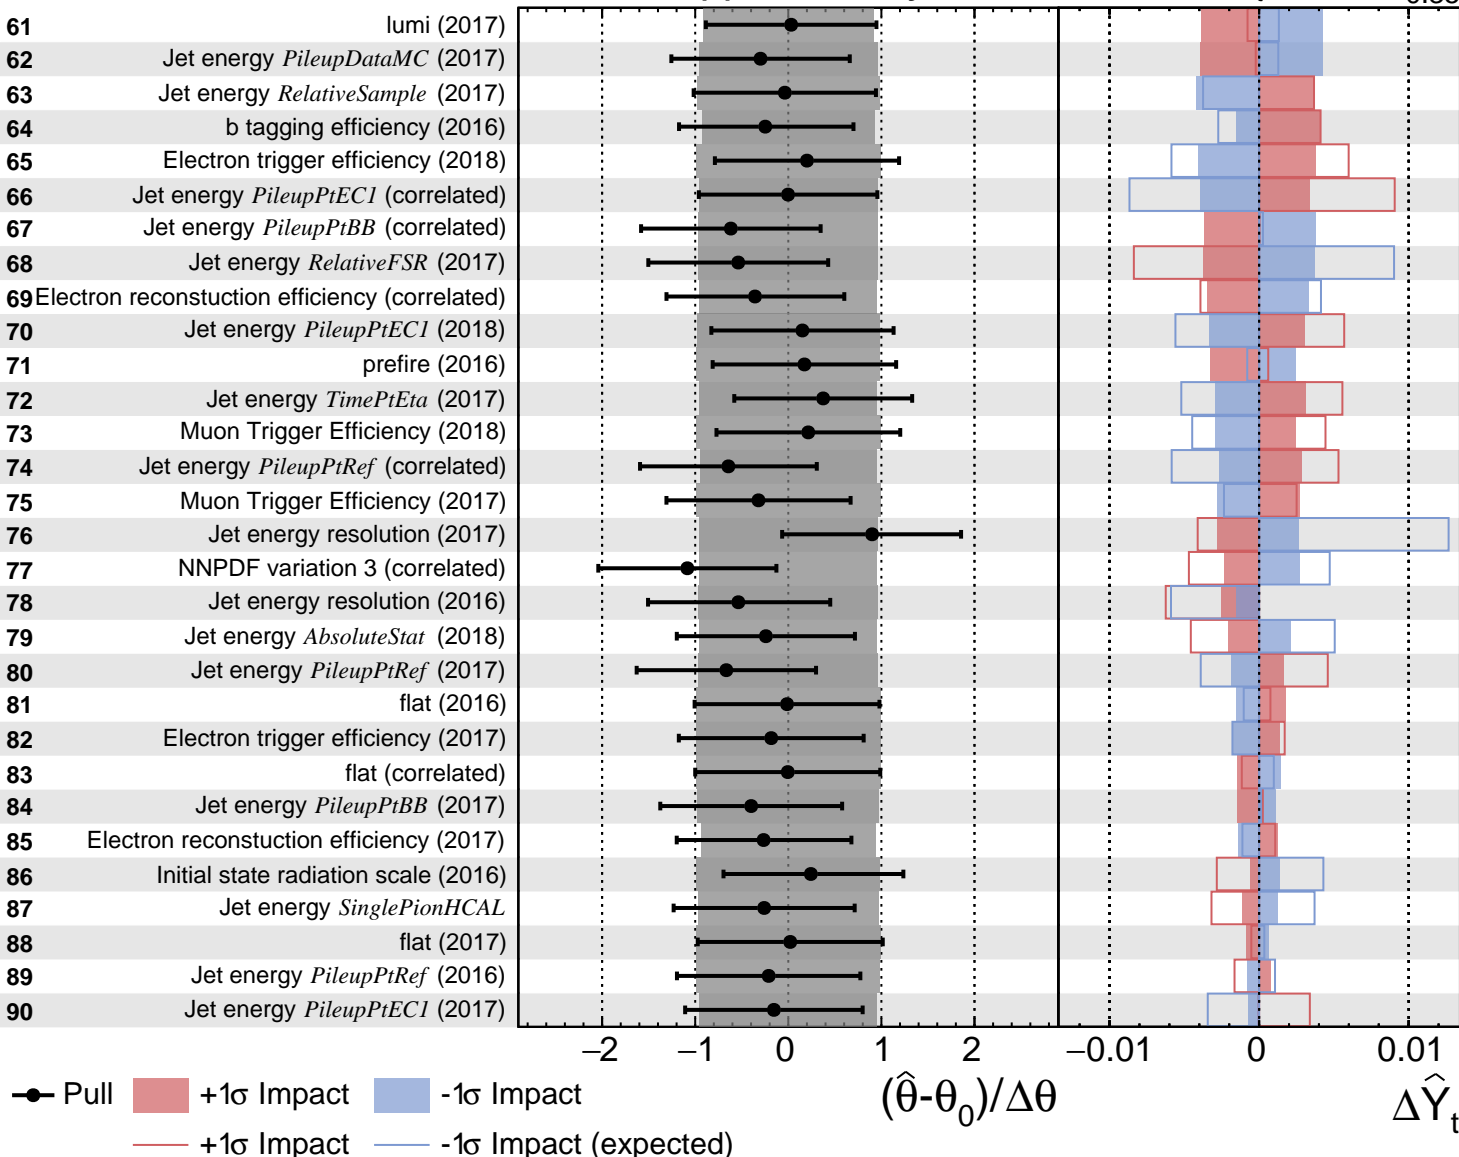 61 lumi (2017)
62 Jet energy PileupDataMC (2017)
63 Jet energy RelativeSample (2017)
64 b tagging efficiency (2016)
65 Electron trigger efficiency (2018)
66 Jet energy PileupPtEC1 (correlated)
67 Jet energy PileupPtBB (correlated)
68 Jet energy RelativeFSR (2017)
69 Electron reconstuction efficiency (correlated)
70 Jet energy PileupPtEC1 (2018)
71 prefire (2016)
72 Jet energy TimePtEta (2017)
73 Muon Trigger Efficiency (2018)
74 Jet energy PileupPtRef (correlated)
75 Muon Trigger Efficiency (2017)
76 Jet energy resolution (2017)
77 NNPDF variation 3 (correlated)
78 Jet energy resolution (2016)
79 Jet energy AbsoluteStat (2018)
80 Jet energy PileupPtRef (2017)
81 flat (2016)
82 Electron trigger efficiency (2017)
83 flat (correlated)
84 Jet energy PileupPtBB (2017)
85 Electron reconstuction efficiency (2017)
86 Initial state radiation scale (2016)
87 Jet energy SinglePionHCAL
88 flat (2017)
89 Jet energy PileupPtRef (2016)
90 Jet energy PileupPtEC1 (2017)
−2 −1 0 1 2 −0.01 0 0.01
Pull +1σ Impact -1σ Impact (θ̂-θ₀)/Δθ ΔŶₜ
+1σ Impact -1σ Impact (expected)